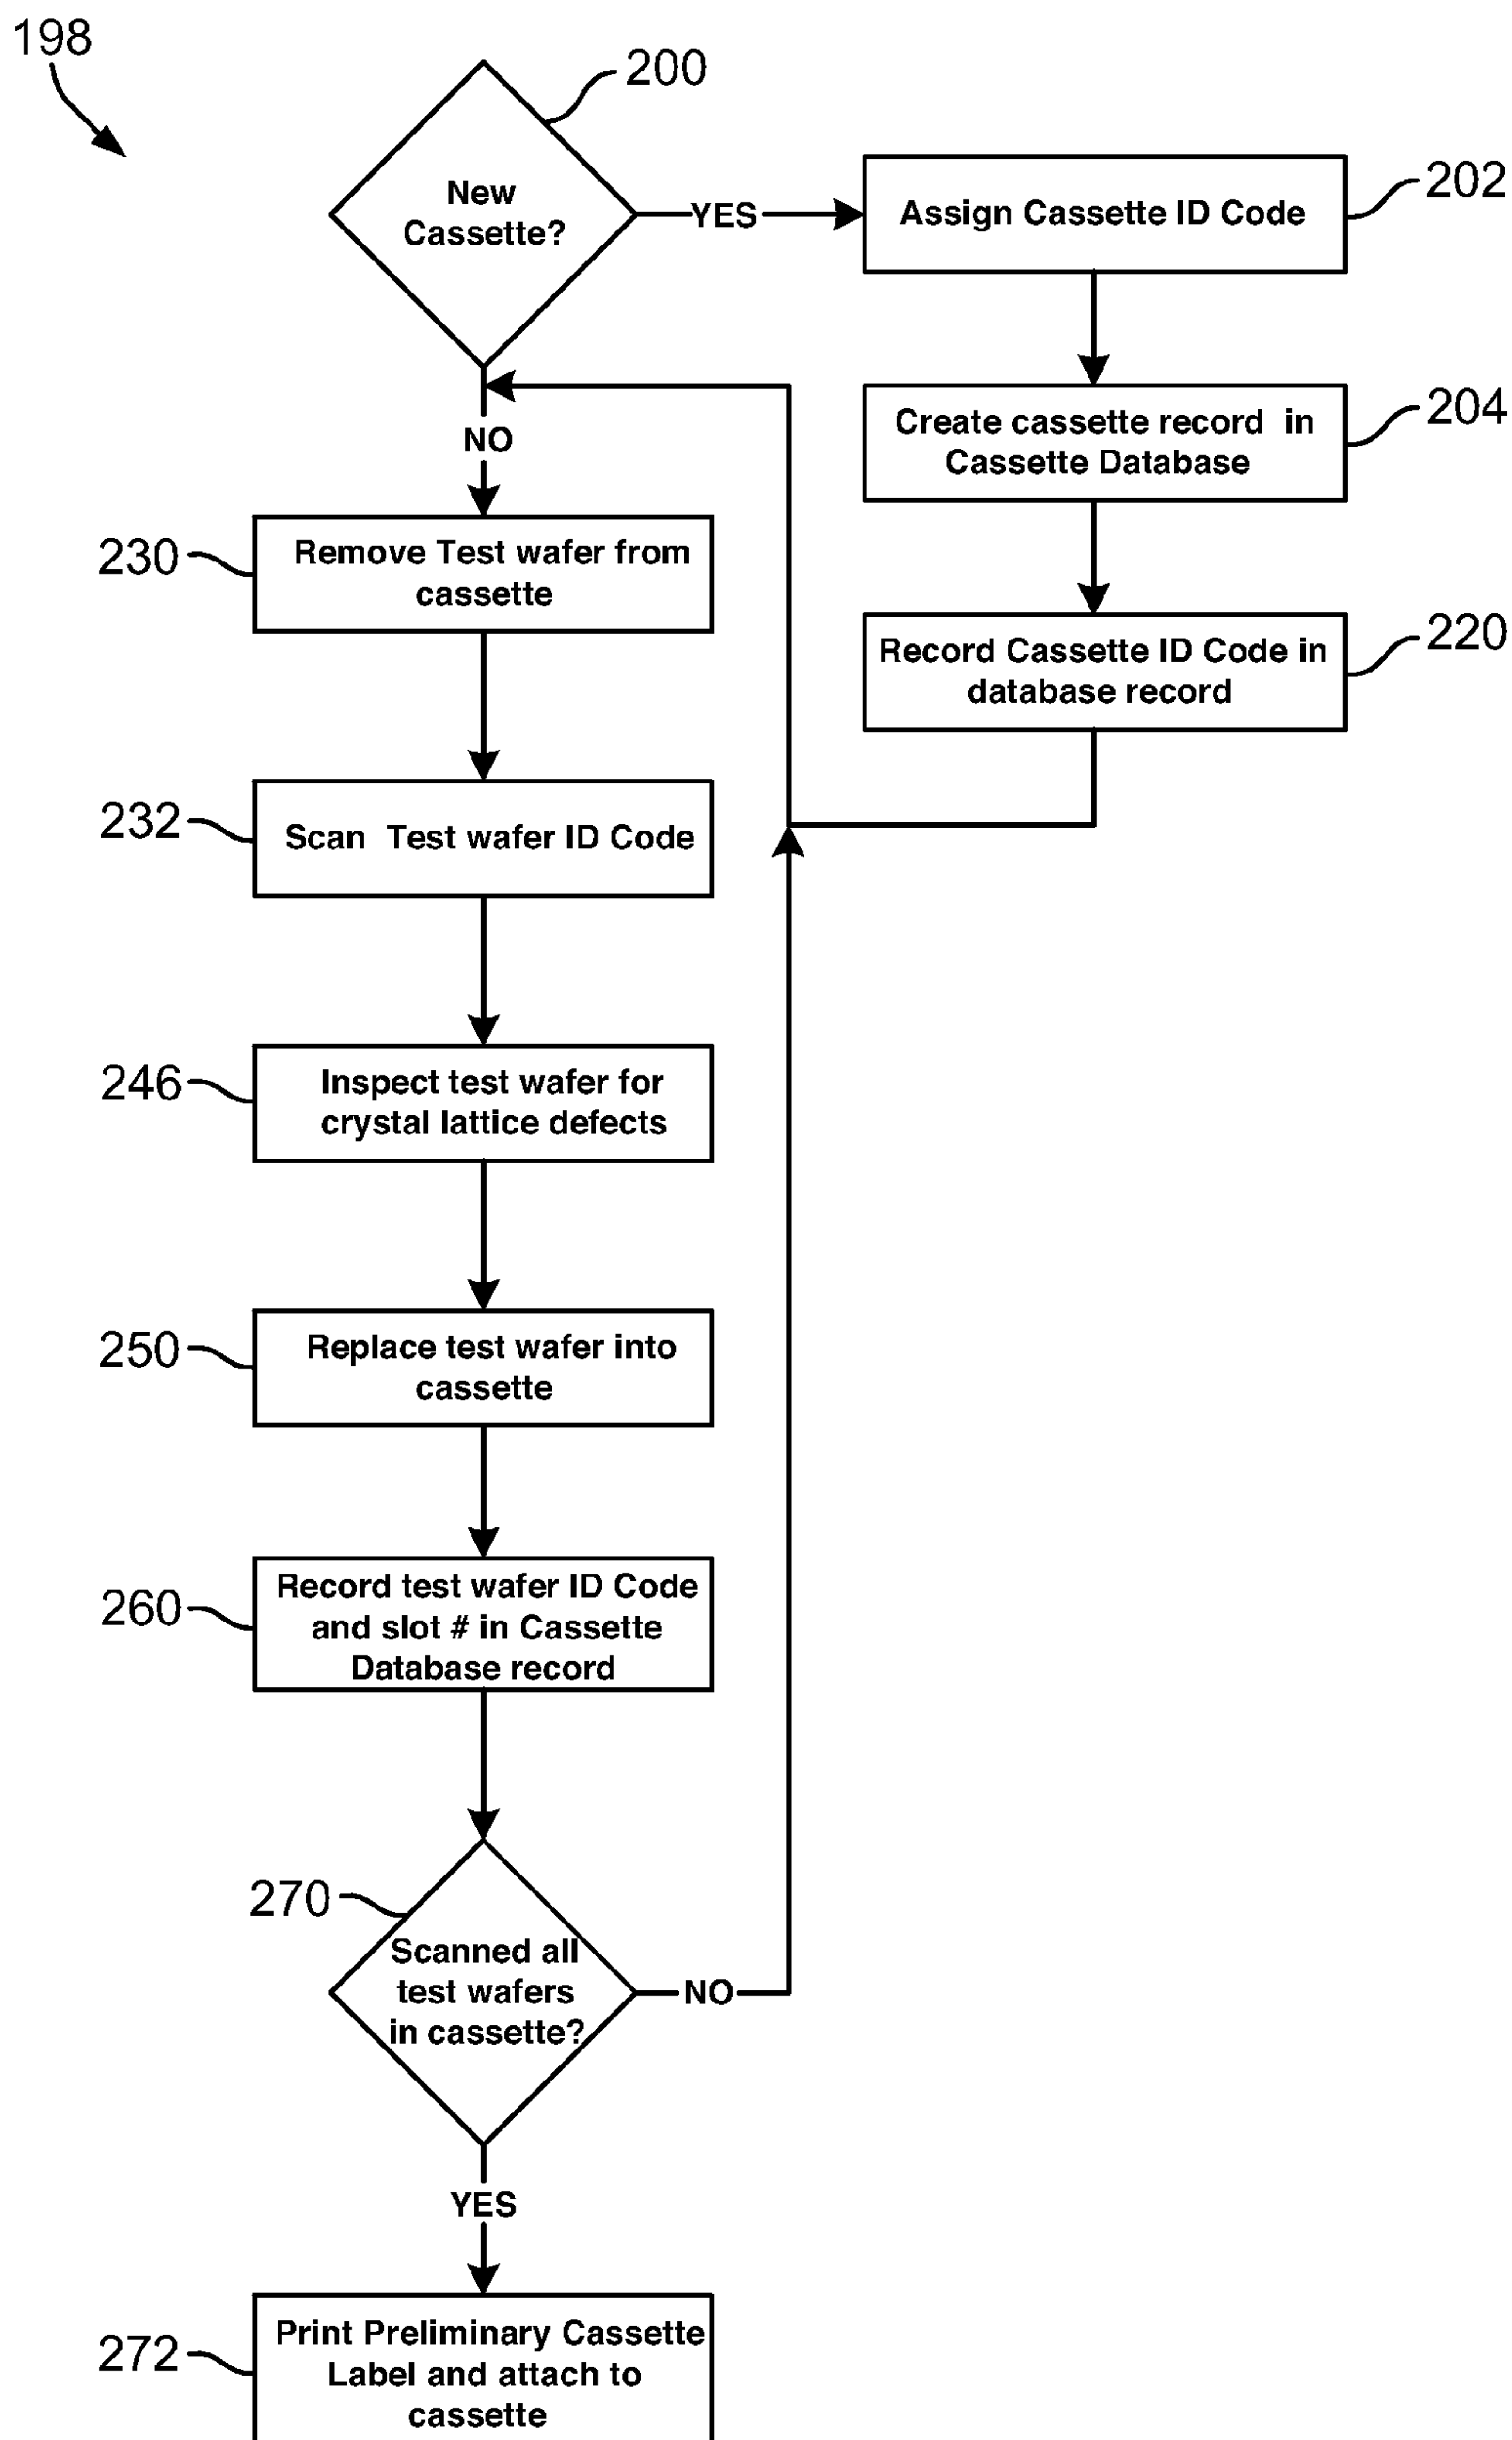 198
200
New
Cassette?
YES
Assign Cassette ID Code
202
Create cassette record in
Cassette Database
204
NO
Record Cassette ID Code in
database record
220
230
Remove Test wafer from
cassette
232
Scan Test wafer ID Code
246
Inspect test wafer for
crystal lattice defects
250
Replace test wafer into
cassette
260
Record test wafer ID Code
and slot # in Cassette
Database record
270
Scanned all
test wafers
in cassette?
NO
YES
272
Print Preliminary Cassette
Label and attach to
cassette